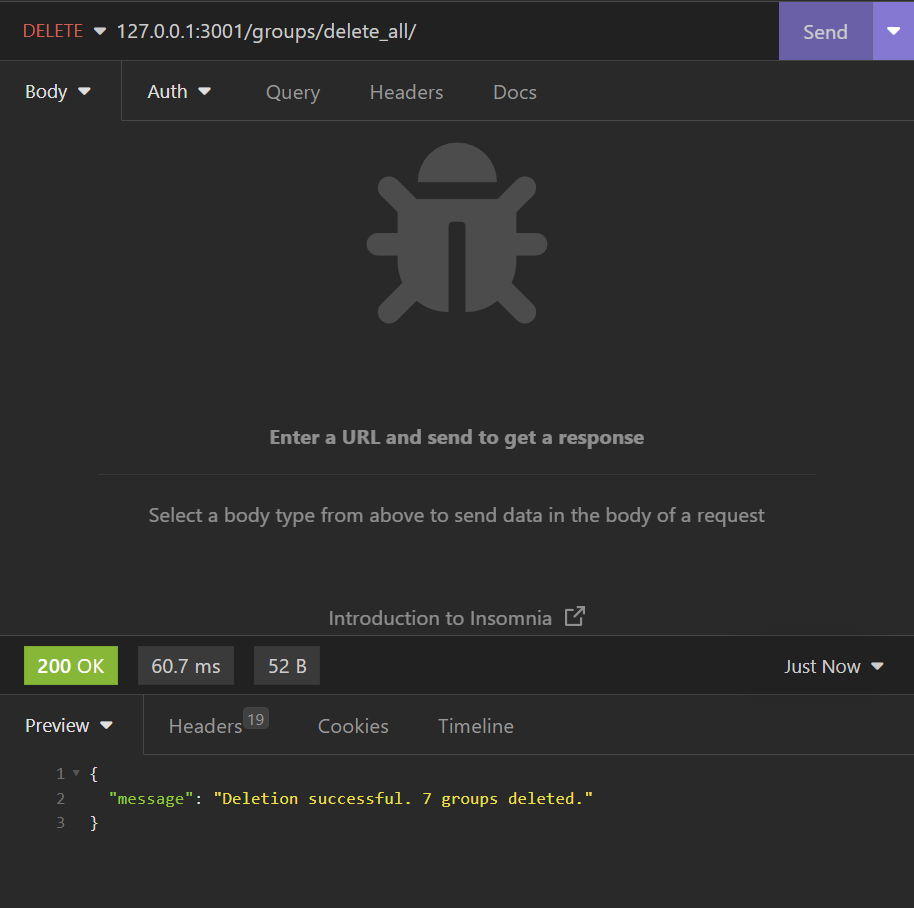 DELETE 127.0.0.1:3001/groups/delete_all/ Send
Body Auth Query Headers Docs
Enter a URL and send to get a response
Select a body type from above to send data in the body of a request
Introduction to Insomnia
200 OK 60.7 ms 52 B Just Now
Preview Headers 19 Cookies Timeline
1 {
2 "message": "Deletion successful. 7 groups deleted."
3 }